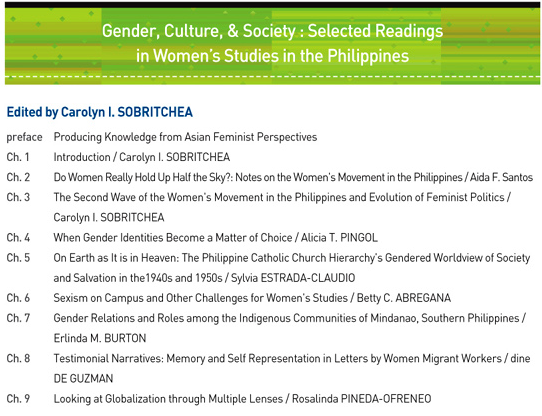 Gender, Culture, & Society : Selected Readings
in Women's Studies in the Philippines
Edited by Carolyn I. SOBRITCHEA
preface Producing Knowledge from Asian Feminist Perspectives
Ch. 1 Introduction / Carolyn I. SOBRITCHEA
Ch. 2 Do Women Really Hold Up Half the Sky?: Notes on the Women's Movement in the Philippines / Aida F. Santos
Ch. 3 The Second Wave of the Women's Movement in the Philippines and Evolution of Feminist Politics /
Carolyn I. SOBRITCHEA
Ch. 4 When Gender Identities Become a Matter of Choice / Alicia T. PINGOL
Ch. 5 On Earth as It is in Heaven: The Philippine Catholic Church Hierarchy's Gendered Worldview of Society
and Salvation in the1940s and 1950s / Sylvia ESTRADA-CLAUDIO
Ch. 6 Sexism on Campus and Other Challenges for Women's Studies / Betty C. ABREGANA
Ch. 7 Gender Relations and Roles among the Indigenous Communities of Mindanao, Southern Philippines /
Erlinda M. BURTON
Ch. 8 Testimonial Narratives: Memory and Self Representation in Letters by Women Migrant Workers / dine
DE GUZMAN
Ch. 9 Looking at Globalization through Multiple Lenses / Rosalinda PINEDA-OFRENEO